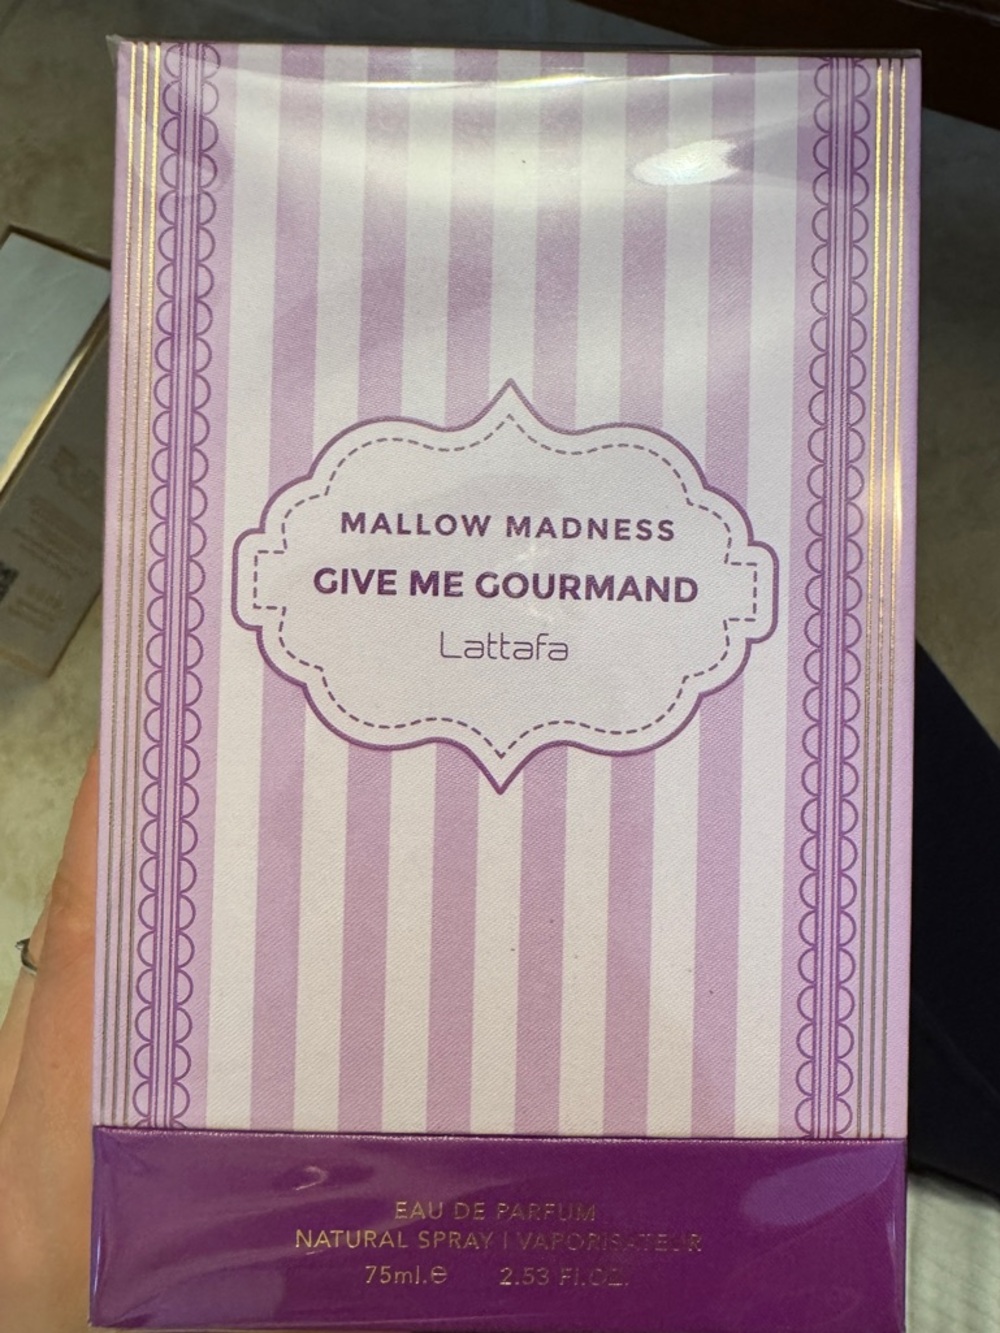 MALLOW MADNESS
GIVE ME GOURMAND
Lattafa
EAU DE PARFUM
NATURAL SPRAY | VAPORISATEUR
75ml.e 2.53 Fl.OZ.